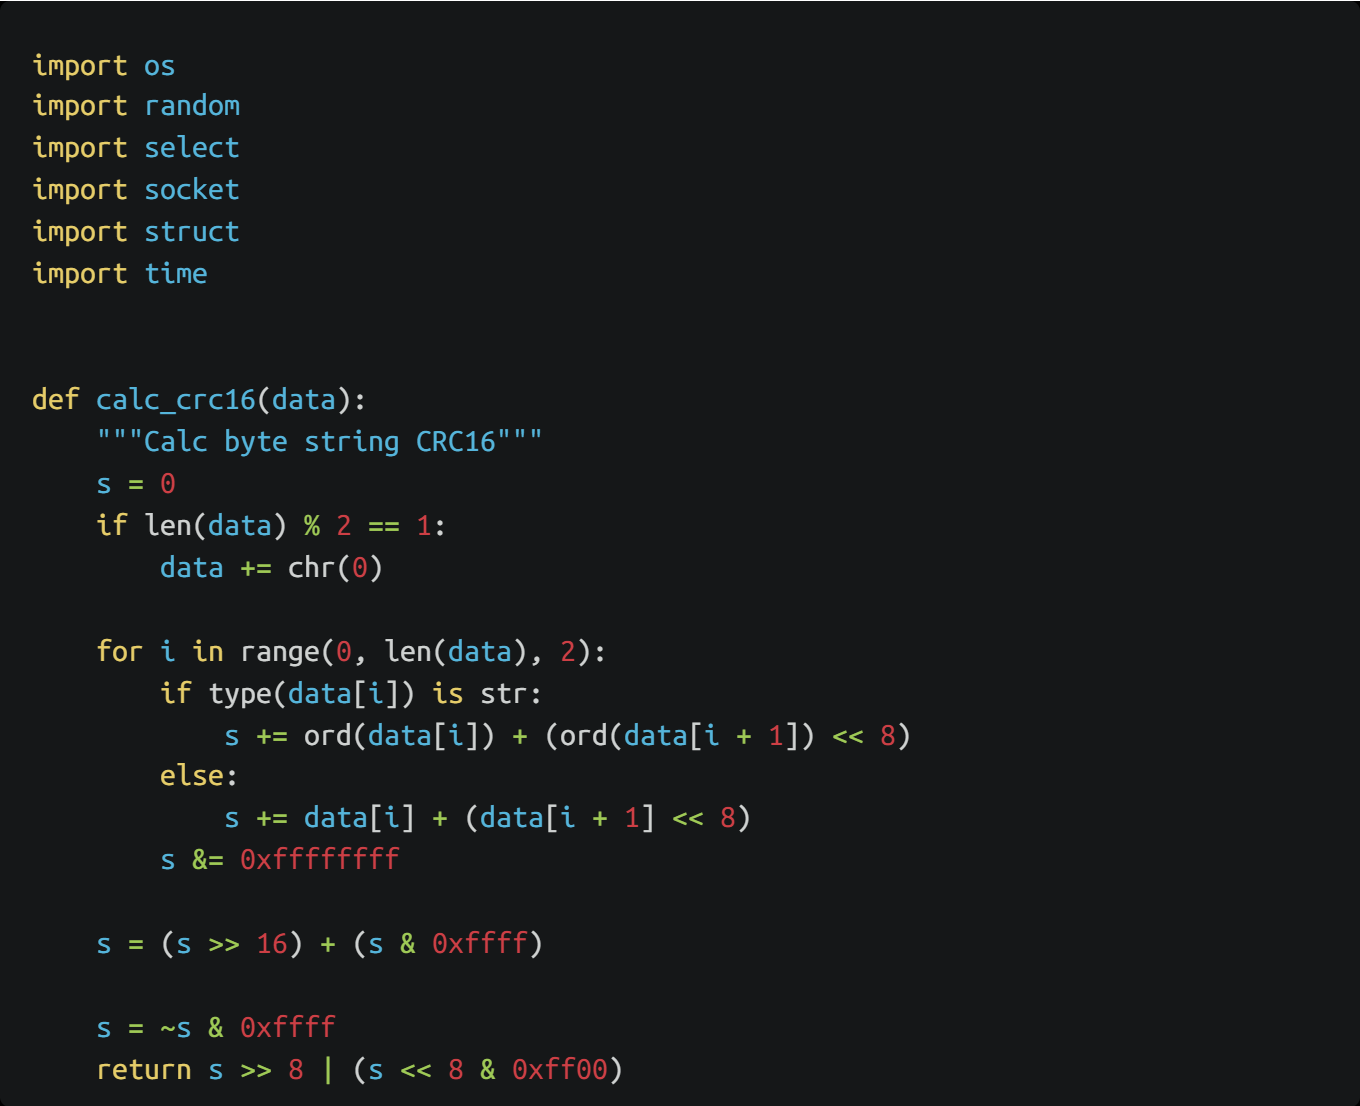 import os
import random
import select
import socket
import struct
import time
def calc_crc16(data):
    """Calc byte string CRC16"""
    s = 0
    if len(data) % 2 == 1:
        data += chr(0)
    for i in range(0, len(data), 2):
        if type(data[i]) is str:
            s += ord(data[i]) + (ord(data[i + 1]) << 8)
        else:
            s += data[i] + (data[i + 1] << 8)
        s &= 0xffffffff
    s = (s >> 16) + (s & 0xffff)
    s = ~s & 0xffff
    return s >> 8 | (s << 8 & 0xff00)